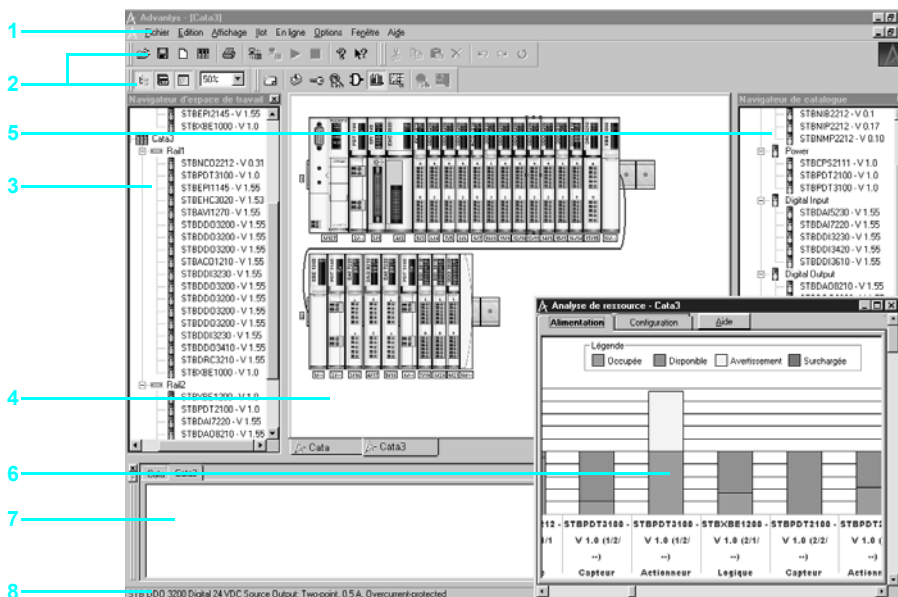 Advantys - [Cata3]
1
Fichier Edition Affichage Ilot En ligne Options Fenêtre Aide
2
50%
Navigateur d'espace de travail
STBEPI2145 - V 1.55
STBXBE1000 - V 1.0
Cata3
Rail1
3
STBNCO2212 - V 0.31
STBPDT3100 - V 1.0
STBEPI1145 - V 1.55
STBEHC3020 - V 1.53
STBAVI1270 - V 1.55
STBDDO3200 - V 1.55
STBDDO3200 - V 1.55
STBDDO3200 - V 1.55
STBACO1210 - V 1.55
STBDDI3230 - V 1.55
STBDDO3200 - V 1.55
STBDDO3200 - V 1.55
STBDDO3200 - V 1.55
STBDDO3200 - V 1.55
STBDDI3230 - V 1.55
STBDDO3410 - V 1.55
STBDRC3210 - V 1.55
STBXBE1000 - V 1.0
Rail2
4
STBXBE1200 - V 1.0
STBPDT2100 - V 1.0
STBDAI7220 - V 1.55
STBDAO8210 - V 1.55
Cata
Cata3
Navigateur de catalogue
5
STBNIB2212 - V 0.1
STBNIP2212 - V 0.17
STBNMP2212 - V 0.10
Power
STBCPS2111 - V 1.0
STBPDT2100 - V 1.0
STBPDT3100 - V 1.0
Digital Input
STBDAI5230 - V 1.55
STBDAI7220 - V 1.55
STBDDI3230 - V 1.55
STBDDI3420 - V 1.55
STBDDI3610 - V 1.55
Digital Output
STBDAO8210 - V 1.55
Analyse de ressource - Cata3
Alimentation Configuration Aide
Légende
Occupée Disponible Avertissement Surchargée
6
Cata Cata3
7
212 - STBPDT3100 - STBPDT3100 - STBXBE1200 - STBPDT2100 - STBPDT2
1/1 V 1.0 (1/2/ V 1.0 (1/2/ V 1.0 (2/1/ V 1.0 (2/2/ V 1.0
--) --) --) --) --)
Capteur Actionneur Logique Capteur Actionn
8
STB DDO 3200 Digital 24 VDC Source Output: Two-point, 0.5 A, Overcurrent-protected